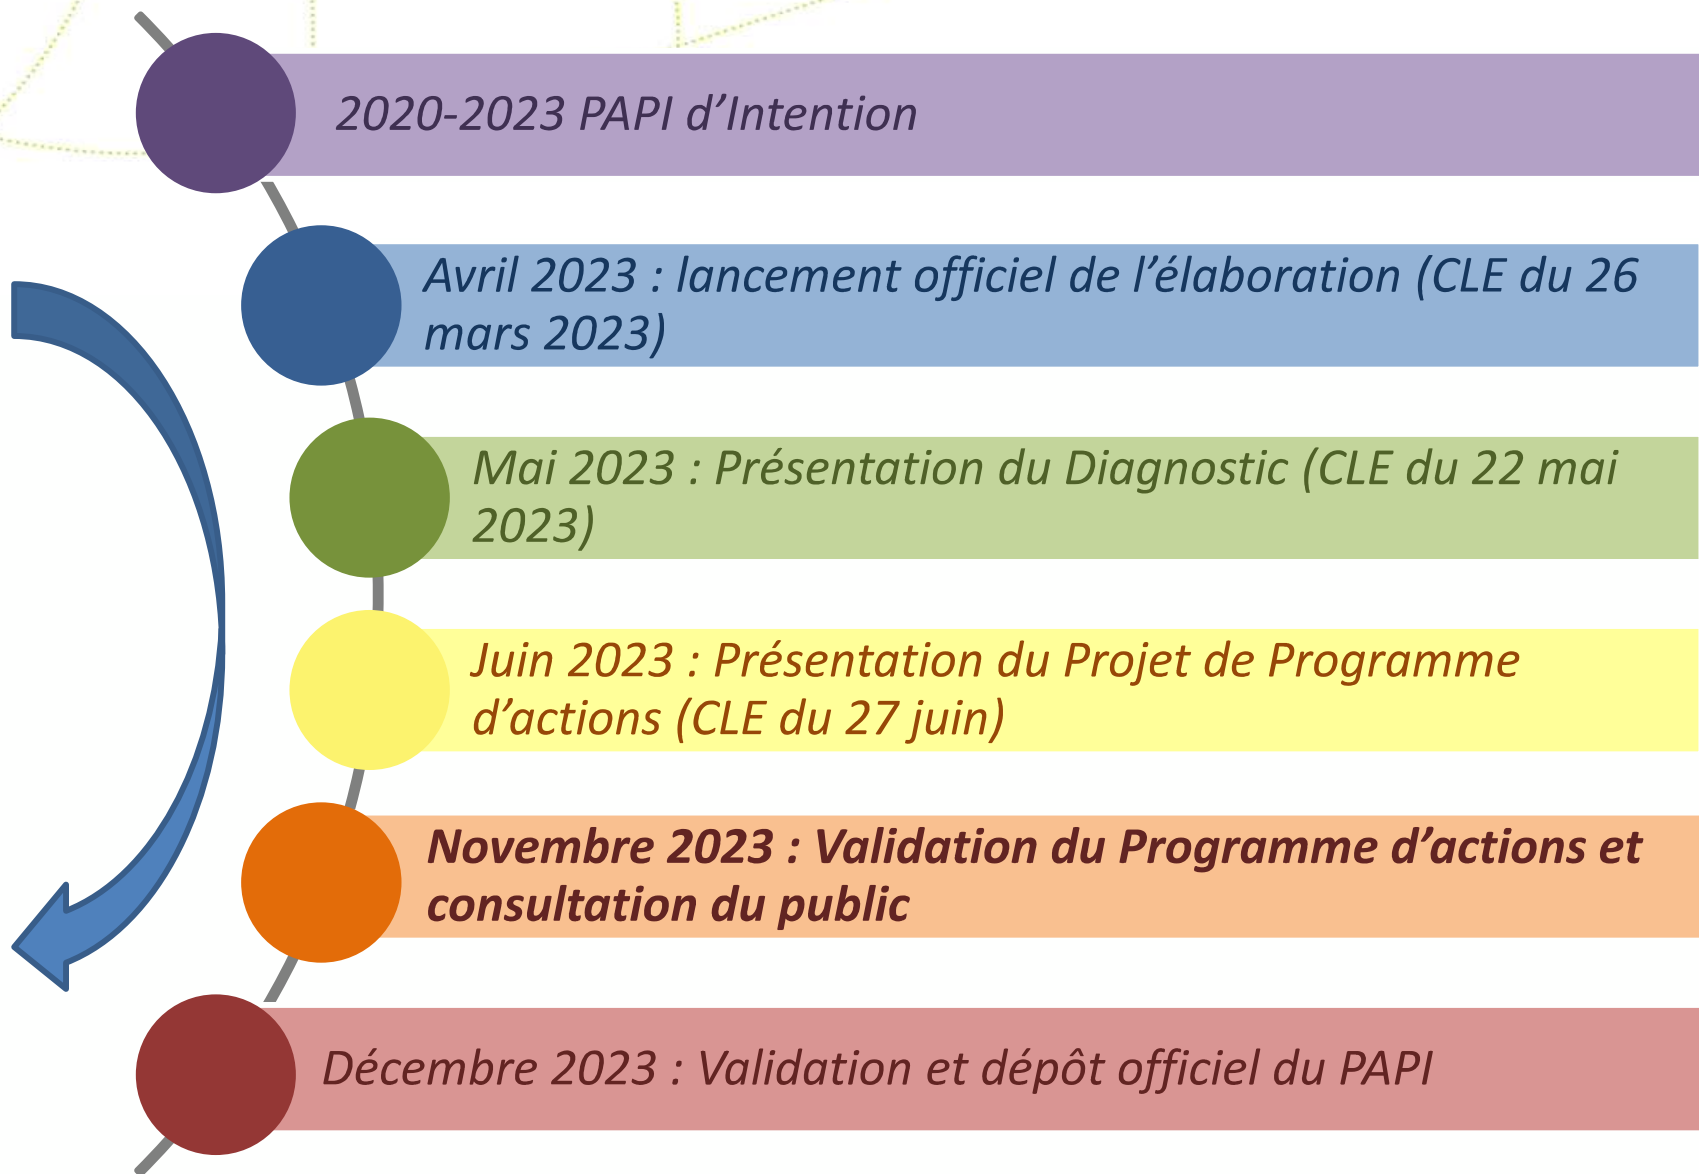 2020-2023 PAPI d’Intention
Avril 2023 : lancement officiel de l’élaboration (CLE du 26
mars 2023)
Mai 2023 : Présentation du Diagnostic (CLE du 22 mai
2023)
Juin 2023 : Présentation du Projet de Programme
d’actions (CLE du 27 juin)
Novembre 2023 : Validation du Programme d’actions et
consultation du public
Décembre 2023 : Validation et dépôt officiel du PAPI